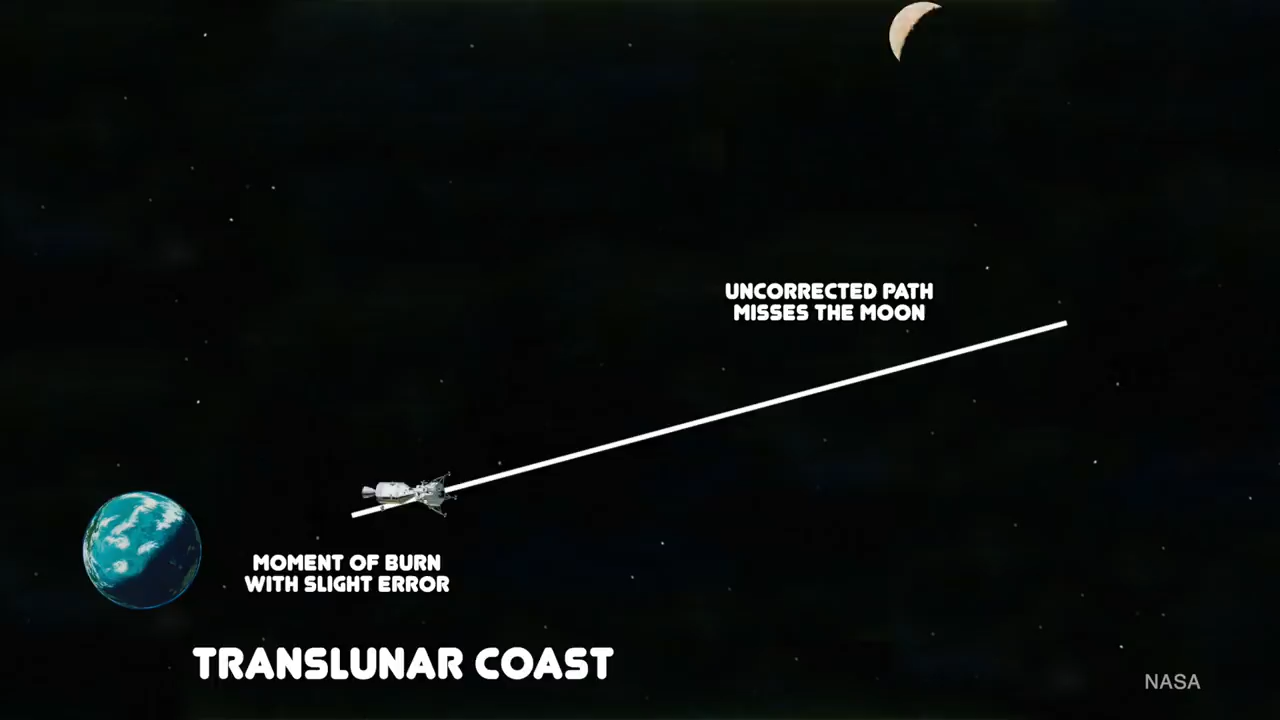 UNCORRECTED PATH
MISSES THE MOON
MOMENT OF BURN
WITH SLIGHT ERROR
TRANSLUNAR COAST
NASA